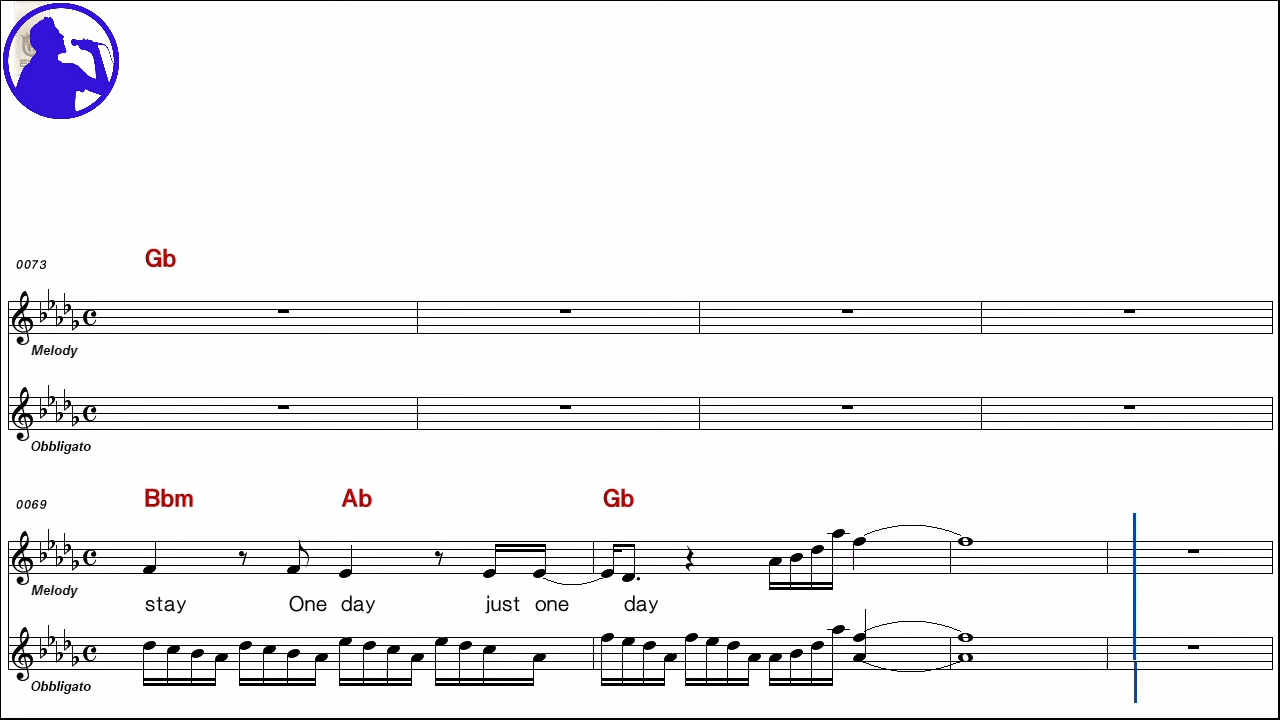 0073 Gb
Melody
Obbligato
0069 Bbm Ab Gb
Melody
stay One day just one day
Obbligato